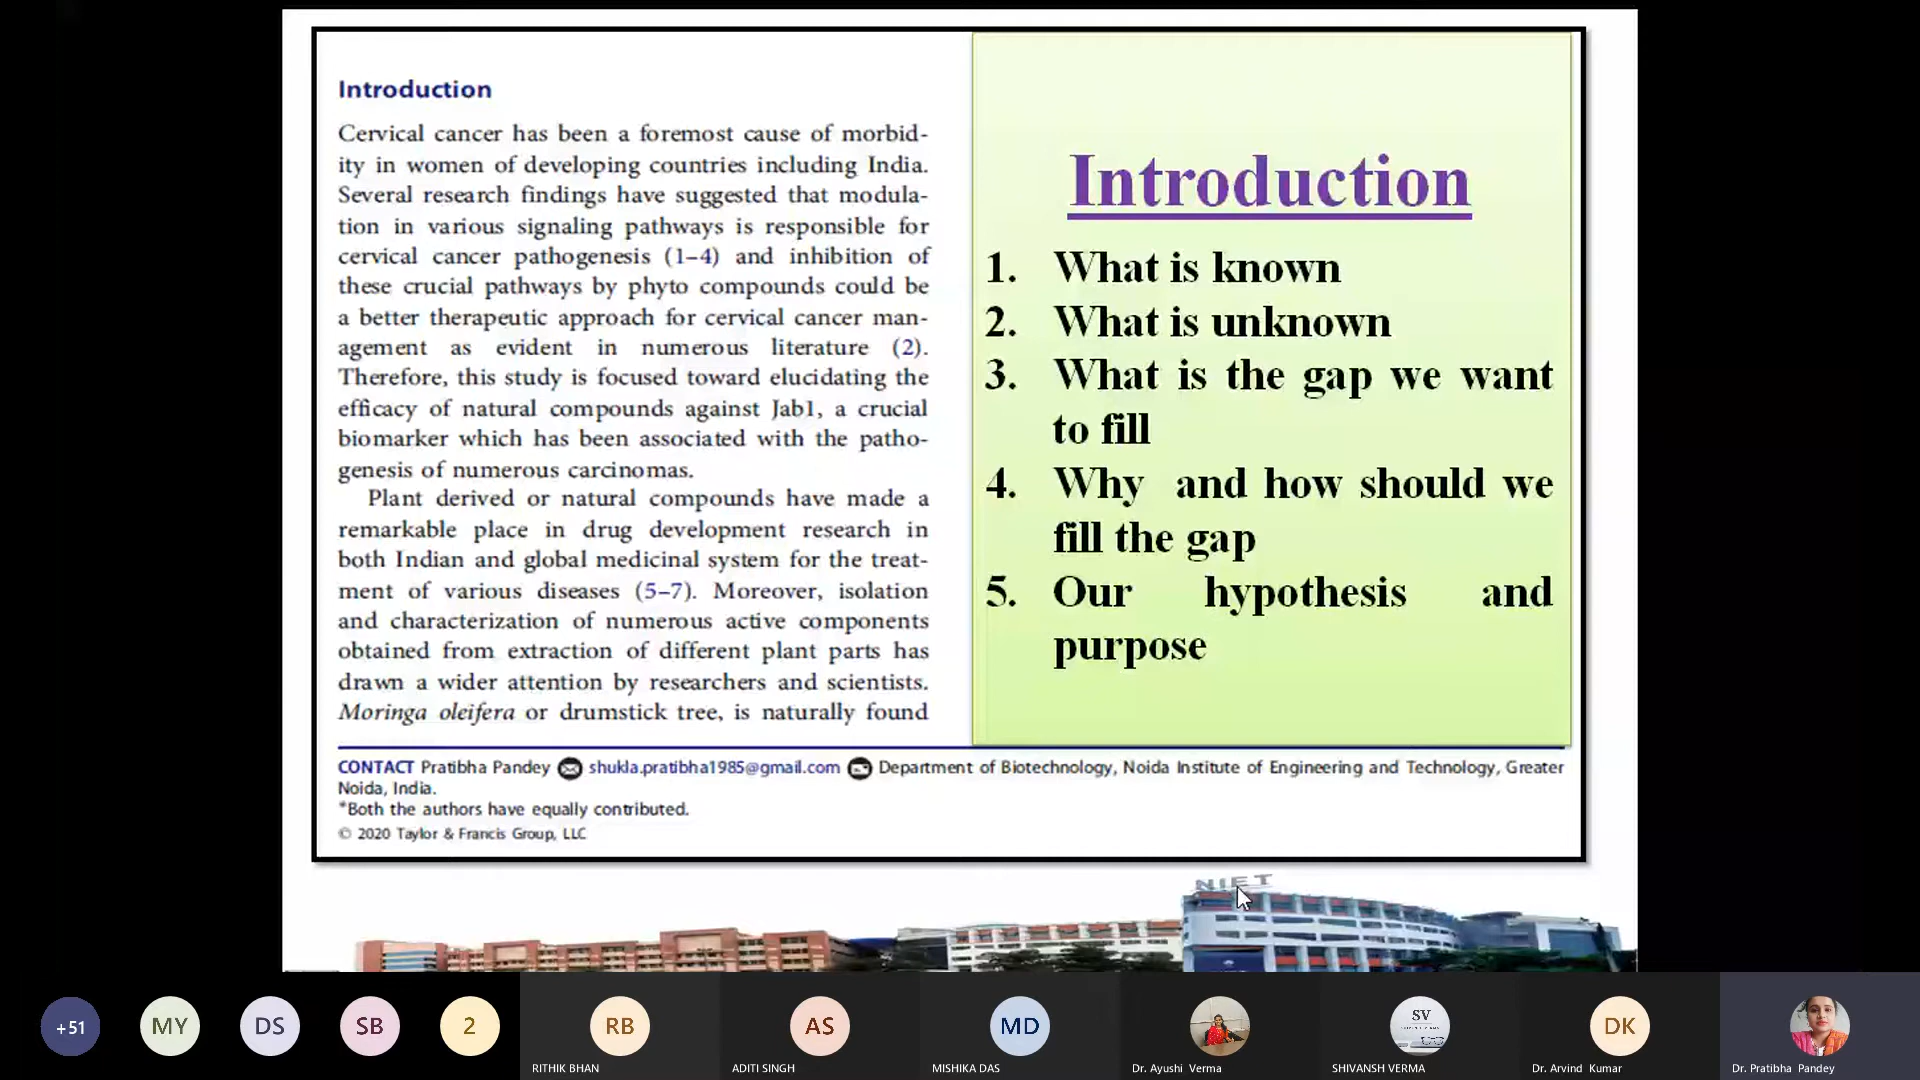 Introduction
Cervical cancer has been a foremost cause of morbid-
ity in women of developing countries including India.
Several research findings have suggested that modula-
tion in various signaling pathways is responsible for
cervical cancer pathogenesis (1–4) and inhibition of
these crucial pathways by phyto compounds could be
a better therapeutic approach for cervical cancer man-
agement as evident in numerous literature (2).
Therefore, this study is focused toward elucidating the
efficacy of natural compounds against Jab1, a crucial
biomarker which has been associated with the patho-
genesis of numerous carcinomas.
Plant derived or natural compounds have made a
remarkable place in drug development research in
both Indian and global medicinal system for the treat-
ment of various diseases (5–7). Moreover, isolation
and characterization of numerous active components
obtained from extraction of different plant parts has
drawn a wider attention by researchers and scientists.
Moringa oleifera or drumstick tree, is naturally found
Introduction
1. What is known
2. What is unknown
3. What is the gap we want
to fill
4. Why and how should we
fill the gap
5. Our hypothesis and
purpose
CONTACT Pratibha Pandey shukla.pratibha1985@gmail.com Department of Biotechnology, Noida Institute of Engineering and Technology, Greater
Noida, India.
*Both the authors have equally contributed.
© 2020 Taylor & Francis Group, LLC
NIET
+51
MY
DS
SB
2
RB
AS
MD
SV
DK
RITHIK BHAN
ADITI SINGH
MISHIKA DAS
Dr. Ayushi Verma
SHIVANSH VERMA
Dr. Arvind Kumar
Dr. Pratibha Pandey